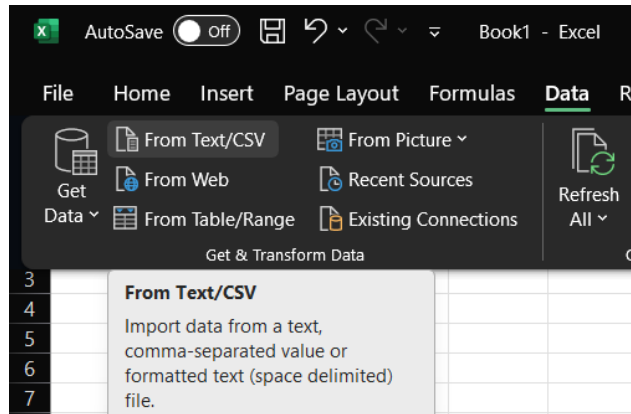 AutoSave Off Book1 - Excel
File Home Insert Page Layout Formulas Data R
From Text/CSV From Picture
From Web Recent Sources
From Table/Range Existing Connections
Get
Data
Refresh
All
Get & Transform Data
3
4
5
6
7
From Text/CSV
Import data from a text,
comma-separated value or
formatted text (space delimited)
file.